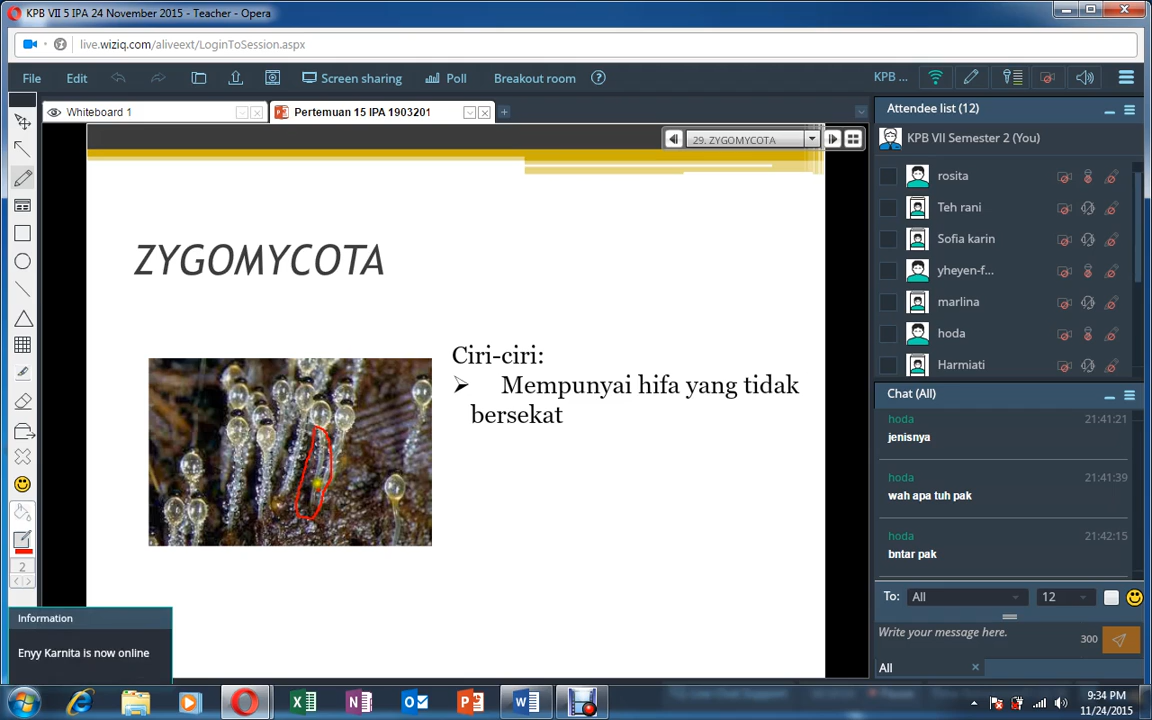 KPB VII 5 IPA 24 November 2015 - Teacher - Opera
live.wiziq.com/aliveext/LoginToSession.aspx
File Edit Screen sharing Poll Breakout room ? KPB ...
Whiteboard 1 Pertemuan 15 IPA 1903201
29. ZYGOMYCOTA
ZYGOMYCOTA
Ciri-ciri:
Mempunyai hifa yang tidak
bersekat
Attendee list (12)
KPB VII Semester 2 (You)
rosita
Teh rani
Sofia karin
yheyen-f...
marlina
hoda
Harmiati
Chat (All)
hoda 21:41:21
jenisnya
hoda 21:41:39
wah apa tuh pak
hoda 21:42:15
bntar pak
To: All 12
Write your message here. 300
All
2
Information
Enyy Karnita is now online
9:34 PM
11/24/2015